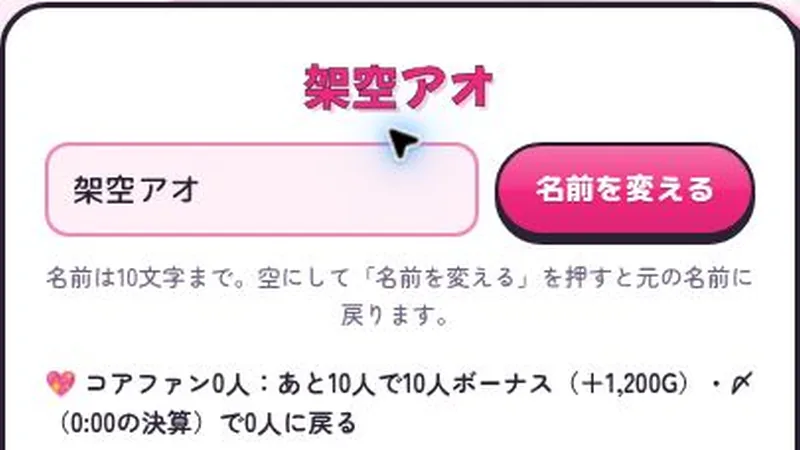 架空アオ
架空アオ
名前を変える
名前は10文字まで。空にして「名前を変える」を押すと元の名前に
戻ります。
💖 コアファン0人：あと10人で10人ボーナス（＋1,200G）・〆
（0:00の決算）で0人に戻る